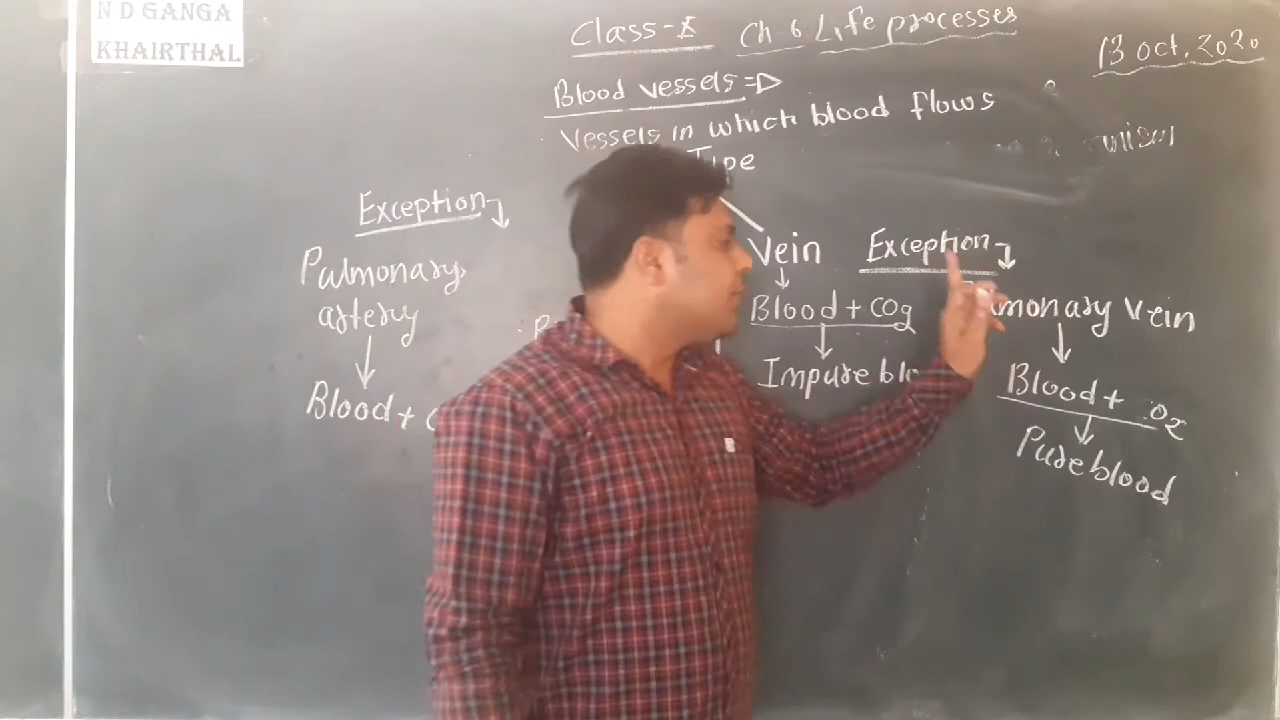 N D GANGA
KHAIRTHAL
Class-X Ch-6 Life processes
13 oct. 2020
Blood vessels ⇒
Vessels in which blood flows
Type
Exception
Pulmonary
artery
Blood +
Vein
Blood + CO2
Impure
Exception
Vein
Blood + O2
Pure blood